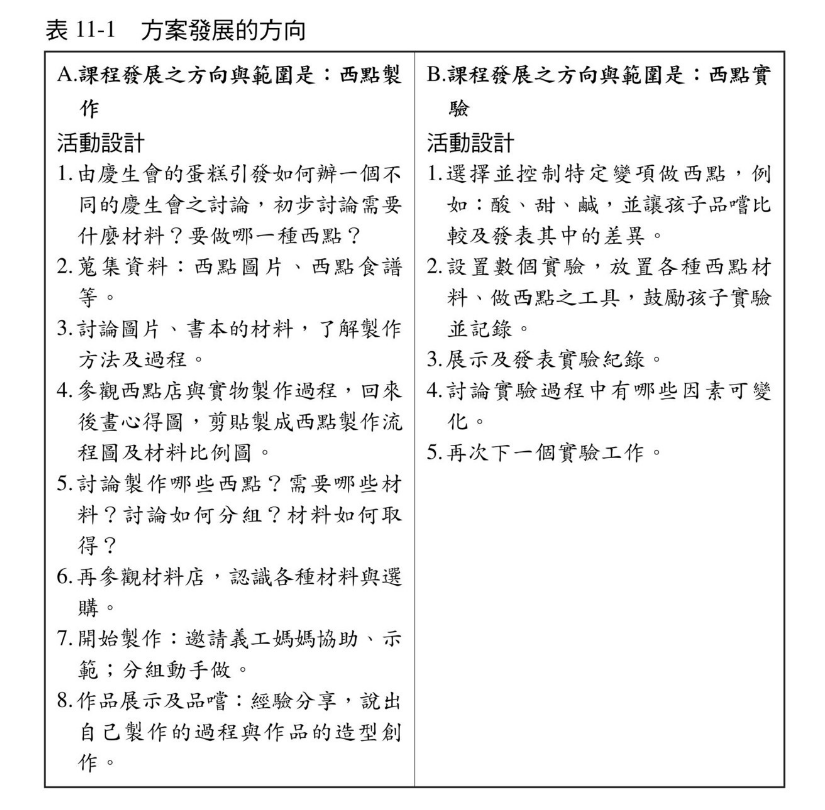 表 11-1　方案發展的方向
A.課程發展之方向與範圍是：西點製
作
活動設計
1.由慶生會的蛋糕引發如何辦一個不
同的慶生會之討論，初步討論需要
什麼材料？要做哪一種西點？
2.蒐集資料：西點圖片、西點食譜
等。
3.討論圖片、書本的材料，了解製作
方法及過程。
4.參觀西點店與實物製作過程，回來
後畫心得圖，剪貼製成西點製作流
程圖及材料比例圖。
5.討論製作哪些西點？需要哪些材
料？討論如何分組？材料如何取
得？
6.再參觀材料店，認識各種材料與選
購。
7.開始製作：邀請義工媽媽協助、示
範；分組動手做。
8.作品展示及品嚐：經驗分享，說出
自己製作的過程與作品的造型創
作。
B.課程發展之方向與範圍是：西點實
驗
活動設計
1.選擇並控制特定變項做西點，例
如：酸、甜、鹹，並讓孩子品嚐比
較及發表其中的差異。
2.設置數個實驗，放置各種西點材
料、做西點之工具，鼓勵孩子實驗
並記錄。
3.展示及發表實驗紀錄。
4.討論實驗過程中有哪些因素可變
化。
5.再次下一個實驗工作。